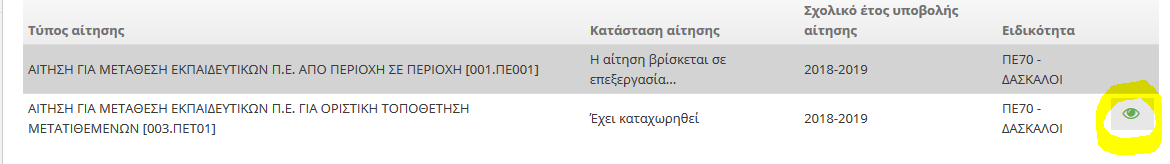 Τύπος αίτησης Κατάσταση αίτησης Σχολικό έτος υποβολής αίτησης Ειδικότητα
ΑΙΤΗΣΗ ΓΙΑ ΜΕΤΑΘΕΣΗ ΕΚΠΑΙΔΕΥΤΙΚΩΝ Π.Ε. ΑΠΟ ΠΕΡΙΟΧΗ ΣΕ ΠΕΡΙΟΧΗ [001.ΠΕ001]
Η αίτηση βρίσκεται σε
επεξεργασία...
2018-2019
ΠΕ70 -
ΔΑΣΚΑΛΟΙ
ΑΙΤΗΣΗ ΓΙΑ ΜΕΤΑΘΕΣΗ ΕΚΠΑΙΔΕΥΤΙΚΩΝ Π.Ε. ΓΙΑ ΟΡΙΣΤΙΚΗ ΤΟΠΟΘΕΤΗΣΗ
ΜΕΤΑΤΙΘΕΜΕΝΩΝ [003.ΠΕΤ01]
Έχει καταχωρηθεί
2018-2019
ΠΕ70 -
ΔΑΣΚΑΛΟΙ